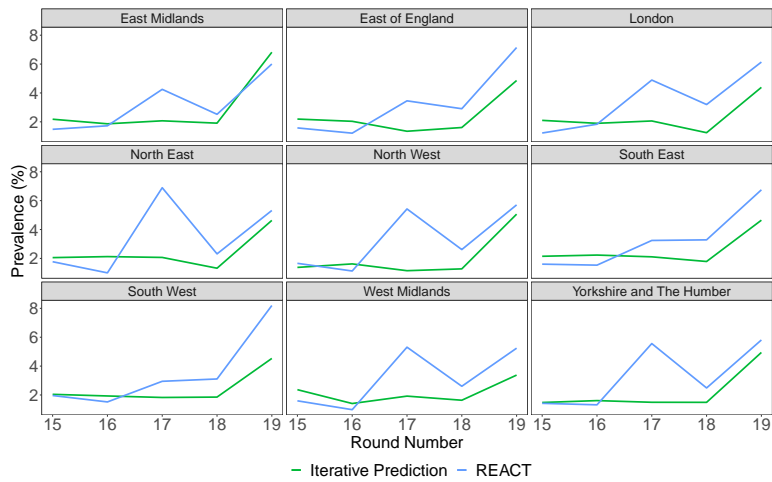 East Midlands East of England London
8
6
4
2
North East North West South East
8
6
4
2
South West West Midlands Yorkshire and The Humber
8
6
4
2
Prevalence (%)
15 16 17 18 19 15 16 17 18 19 15 16 17 18 19
Round Number
Iterative Prediction REACT